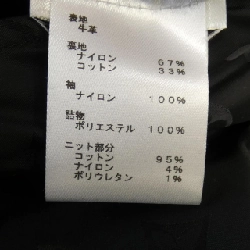 表地
牛革
裏地
ナイロン 67%
コットン 33%
袖
ナイロン 100%
詰物
ポリエステル 100%
ニット部分
コットン 95%
ナイロン 4%
ポリウレタン 1%